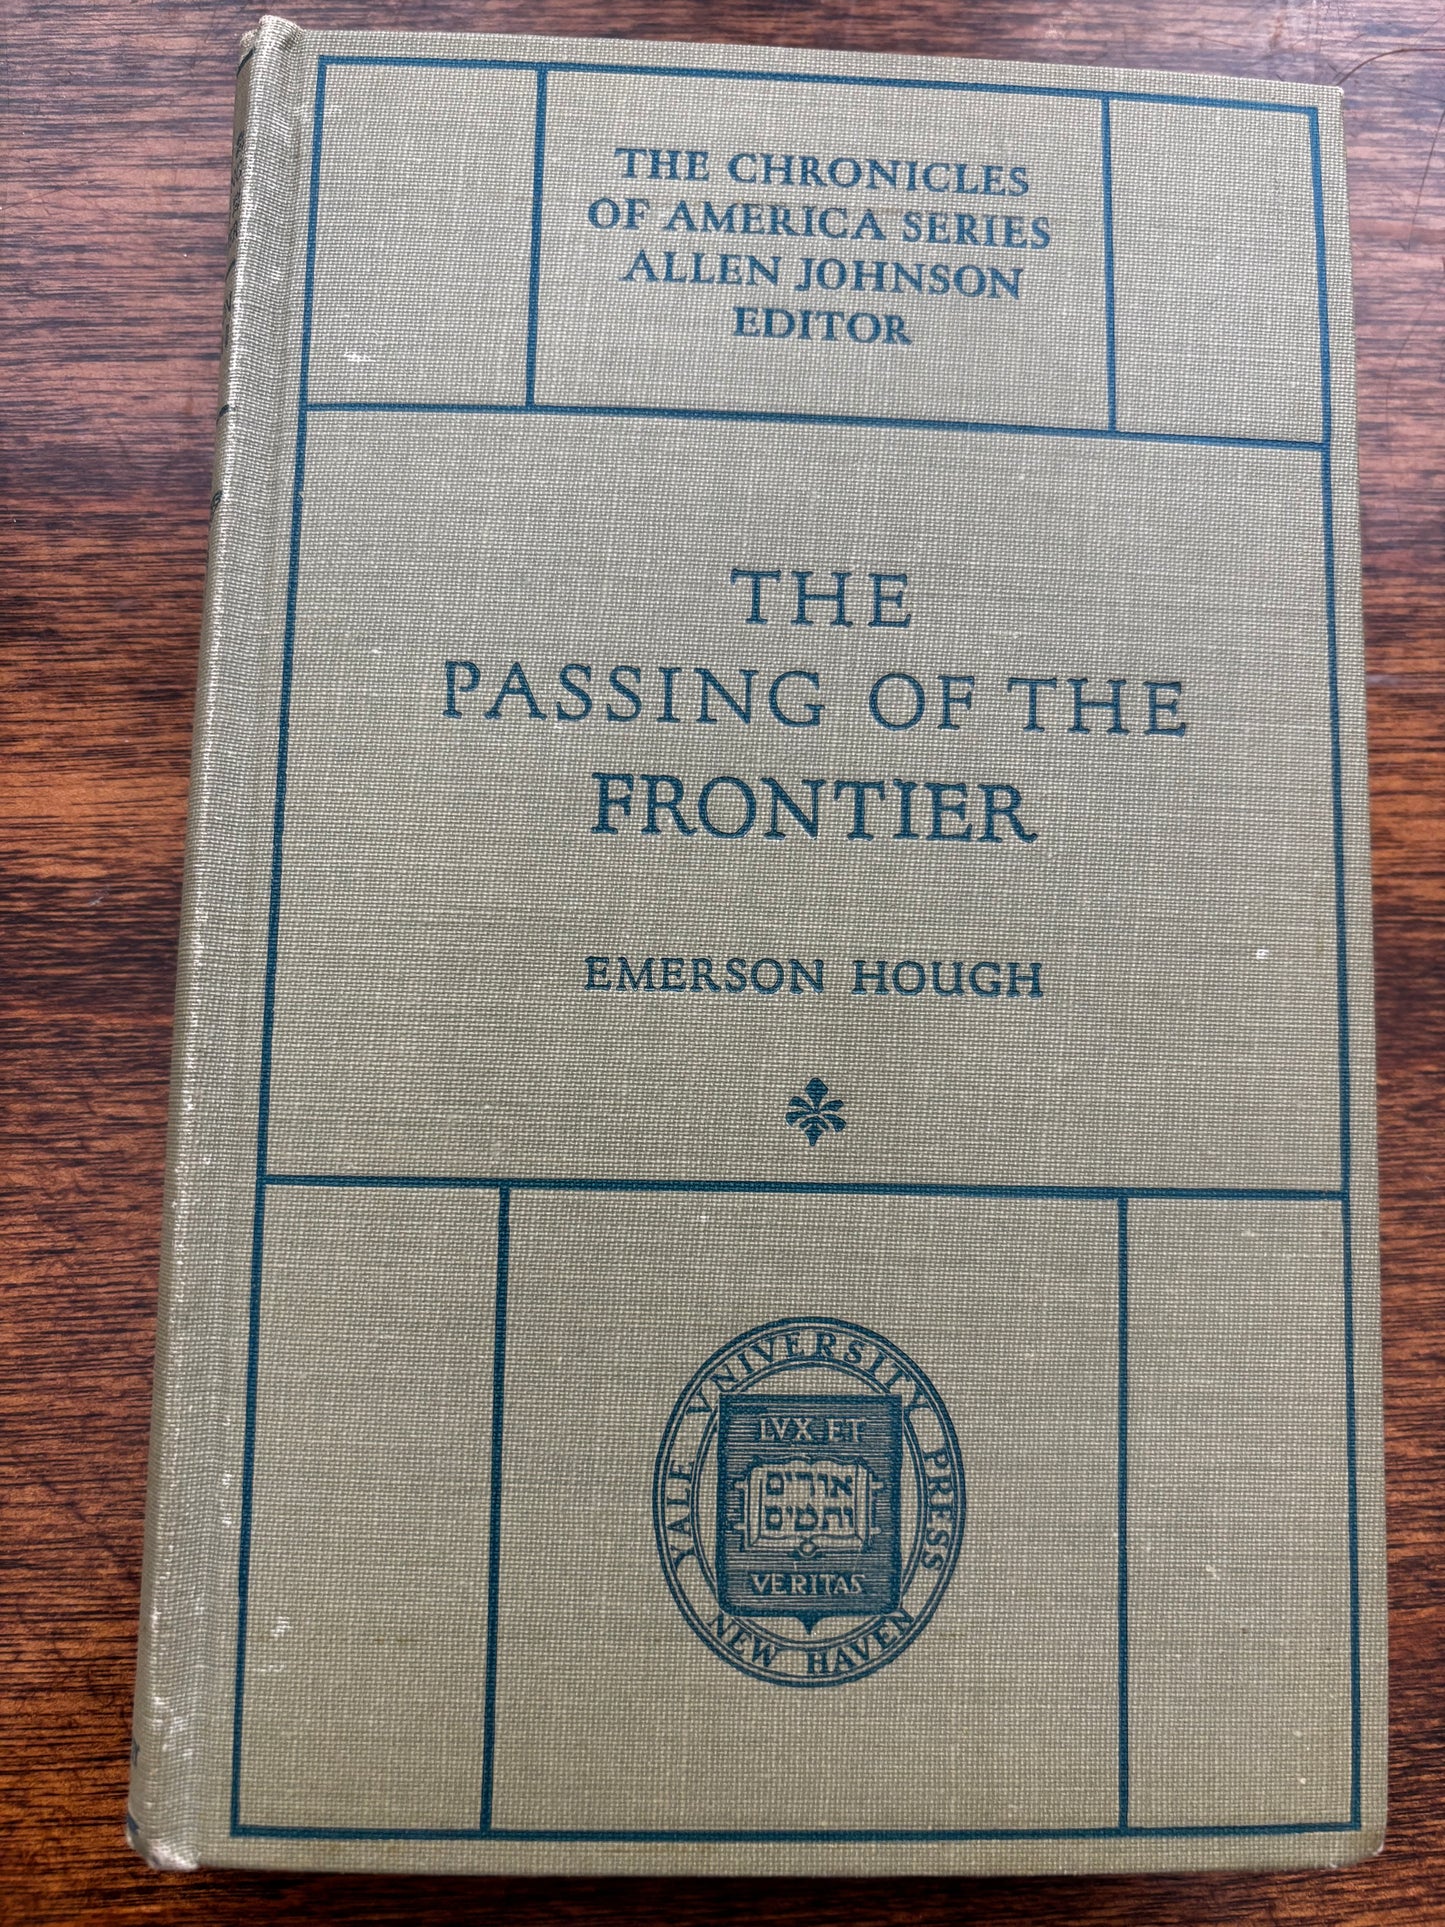 THE CHRONICLES
OF AMERICA SERIES
ALLEN JOHNSON
EDITOR
THE
PASSING OF THE
FRONTIER
EMERSON HOUGH
YALE VNIVERSITY PRESS
LVX ET
אורים
ותמים
VERITAS
NEW HAVEN